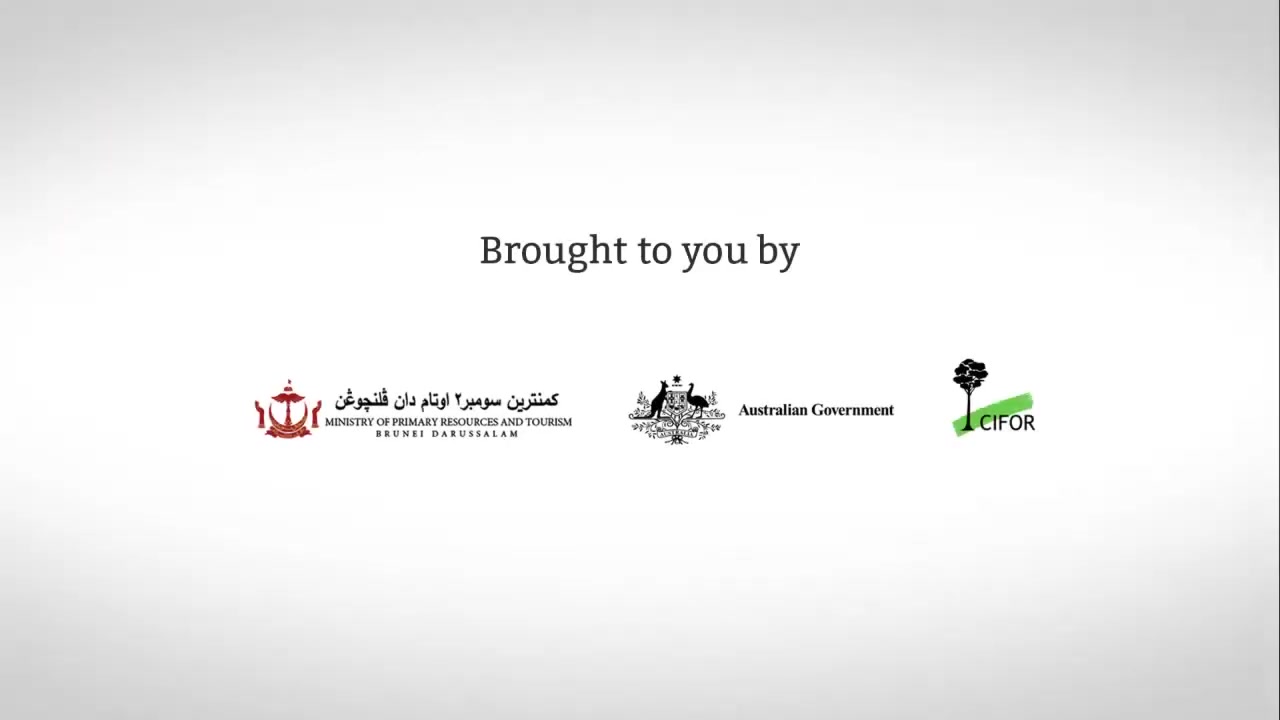 Brought to you by
كمنترين سومبر٢ اوتام دان ڤلنچوڠن
MINISTRY OF PRIMARY RESOURCES AND TOURISM
BRUNEI DARUSSALAM
AUSTRALIA
Australian Government
CIFOR